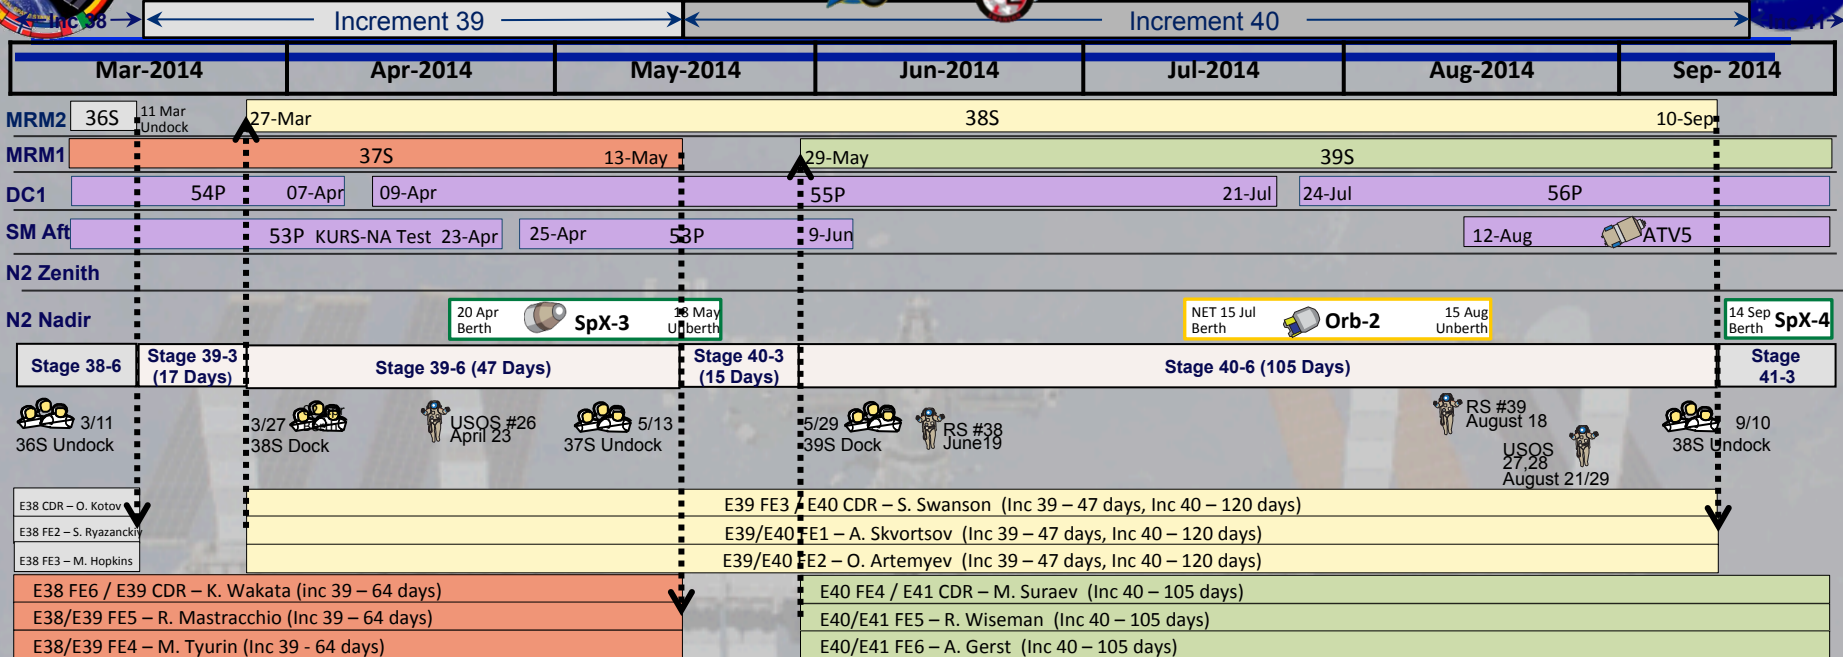 Inc 38
Increment 39
Increment 40
Mar-2014
Apr-2014
May-2014
Jun-2014
Jul-2014
Aug-2014
Sep- 2014
MRM2
36S
11 Mar
Undock
27-Mar
38S
10-Sep
MRM1
37S
13-May
29-May
39S
DC1
54P
07-Apr
09-Apr
55P
21-Jul
24-Jul
56P
SM Aft
53P KURS-NA Test 23-Apr
25-Apr
53P
9-Jun
12-Aug
ATV5
N2 Zenith
N2 Nadir
20 Apr
Berth
SpX-3
18 May
Unberth
NET 15 Jul
Berth
Orb-2
15 Aug
Unberth
14 Sep
Berth
SpX-4
Stage 38-6
Stage 39-3
(17 Days)
Stage 39-6 (47 Days)
Stage 40-3
(15 Days)
Stage 40-6 (105 Days)
Stage
41-3
3/11
36S Undock
3/27
38S Dock
USOS #26
April 23
5/13
37S Undock
5/29
39S Dock
RS #38
June19
RS #39
August 18
USOS
27,28
August 21/29
9/10
38S Undock
E38 CDR – O. Kotov
E38 FE2 – S. Ryazanckiy
E38 FE3 – M. Hopkins
E39 FE3 / E40 CDR – S. Swanson (Inc 39 – 47 days, Inc 40 – 120 days)
E39/E40 FE1 – A. Skvortsov (Inc 39 – 47 days, Inc 40 – 120 days)
E39/E40 FE2 – O. Artemyev (Inc 39 – 47 days, Inc 40 – 120 days)
E38 FE6 / E39 CDR – K. Wakata (inc 39 – 64 days)
E38/E39 FE5 – R. Mastracchio (Inc 39 – 64 days)
E38/E39 FE4 – M. Tyurin (Inc 39 - 64 days)
E40 FE4 / E41 CDR – M. Suraev (Inc 40 – 105 days)
E40/E41 FE5 – R. Wiseman (Inc 40 – 105 days)
E40/E41 FE6 – A. Gerst (Inc 40 – 105 days)